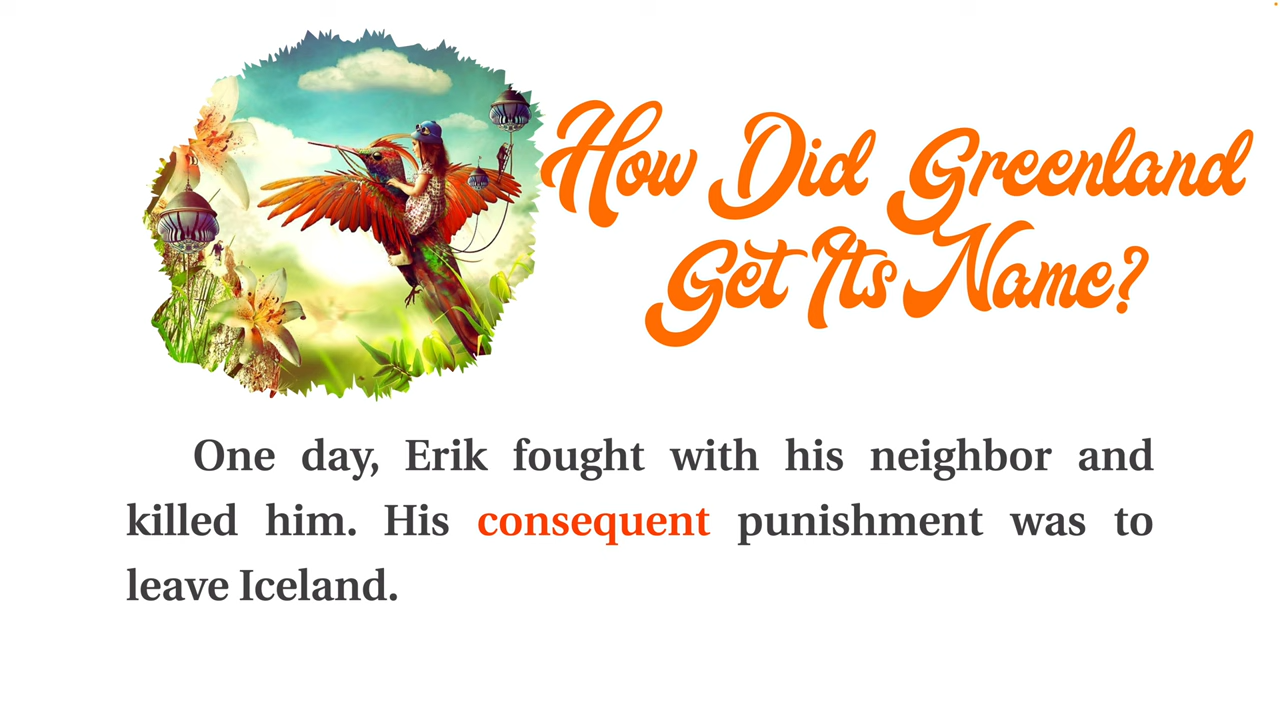 How Did Greenland
Get Its Name?
One day, Erik fought with his neighbor and
killed him. His consequent punishment was to
leave Iceland.